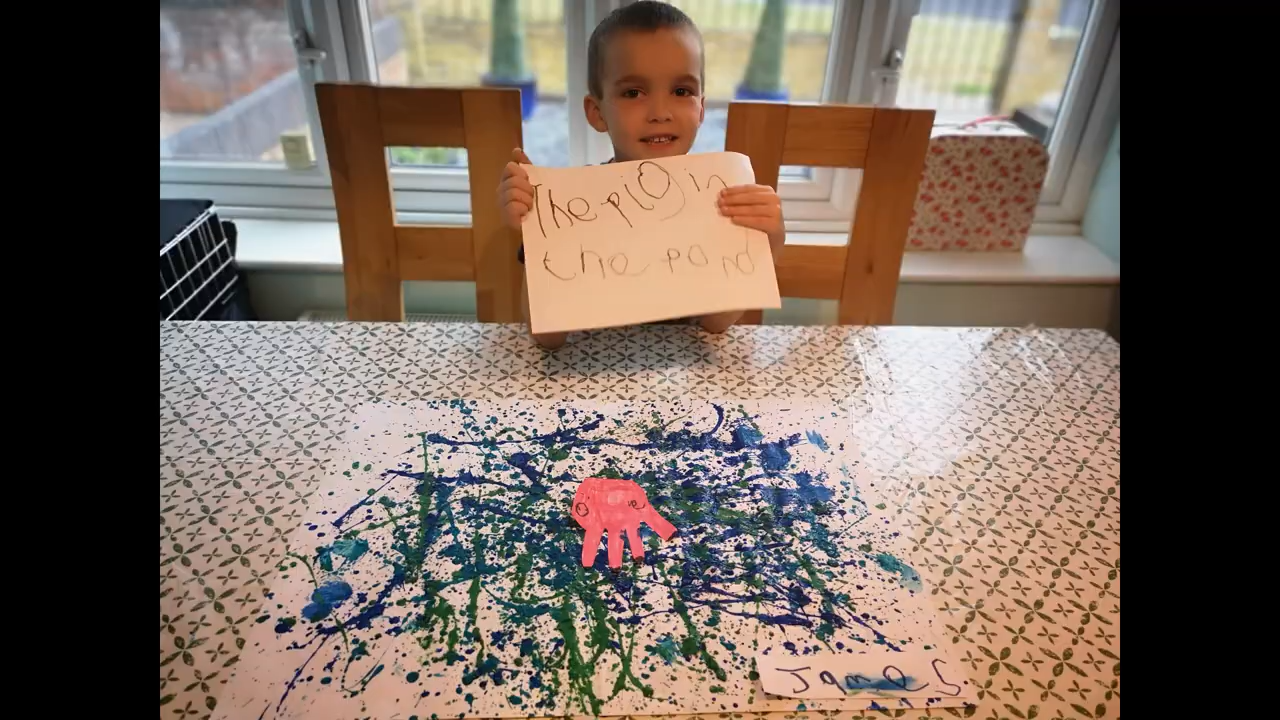 The pig in
the pond
James